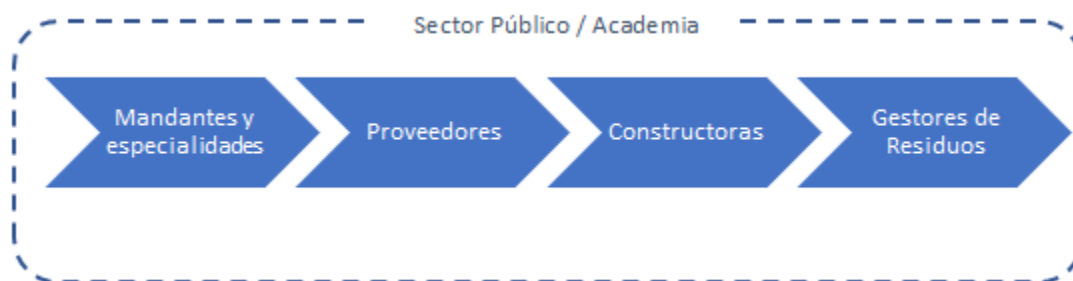 Sector Público / Academia
Mandantes y
especialidades
Proveedores
Constructoras
Gestores de
Residuos